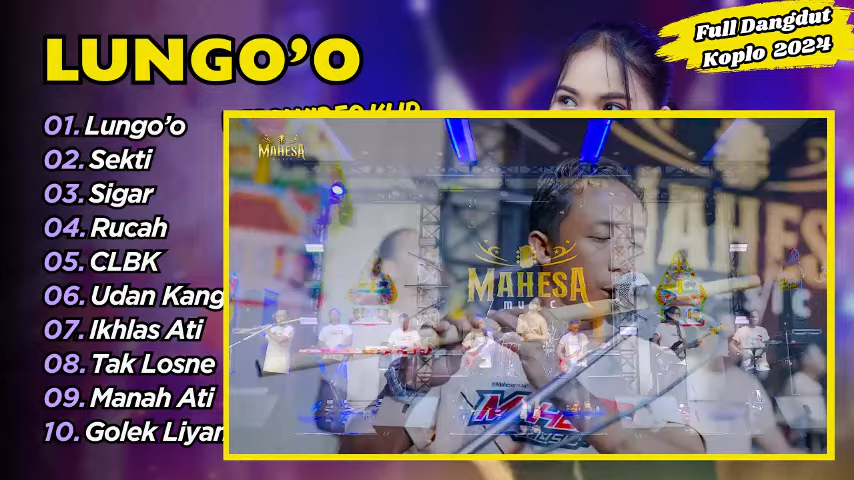 LUNGO'O
Full Dangdut
Koplo 2024
01. Lungo'o
02. Sekti
03. Sigar
04. Rucah
05. CLBK
06. Udan Kang
07. Ikhlas Ati
08. Tak Losne
09. Manah Ati
10. Golek Liyan
MAHESA
MAHESA
MUSIC